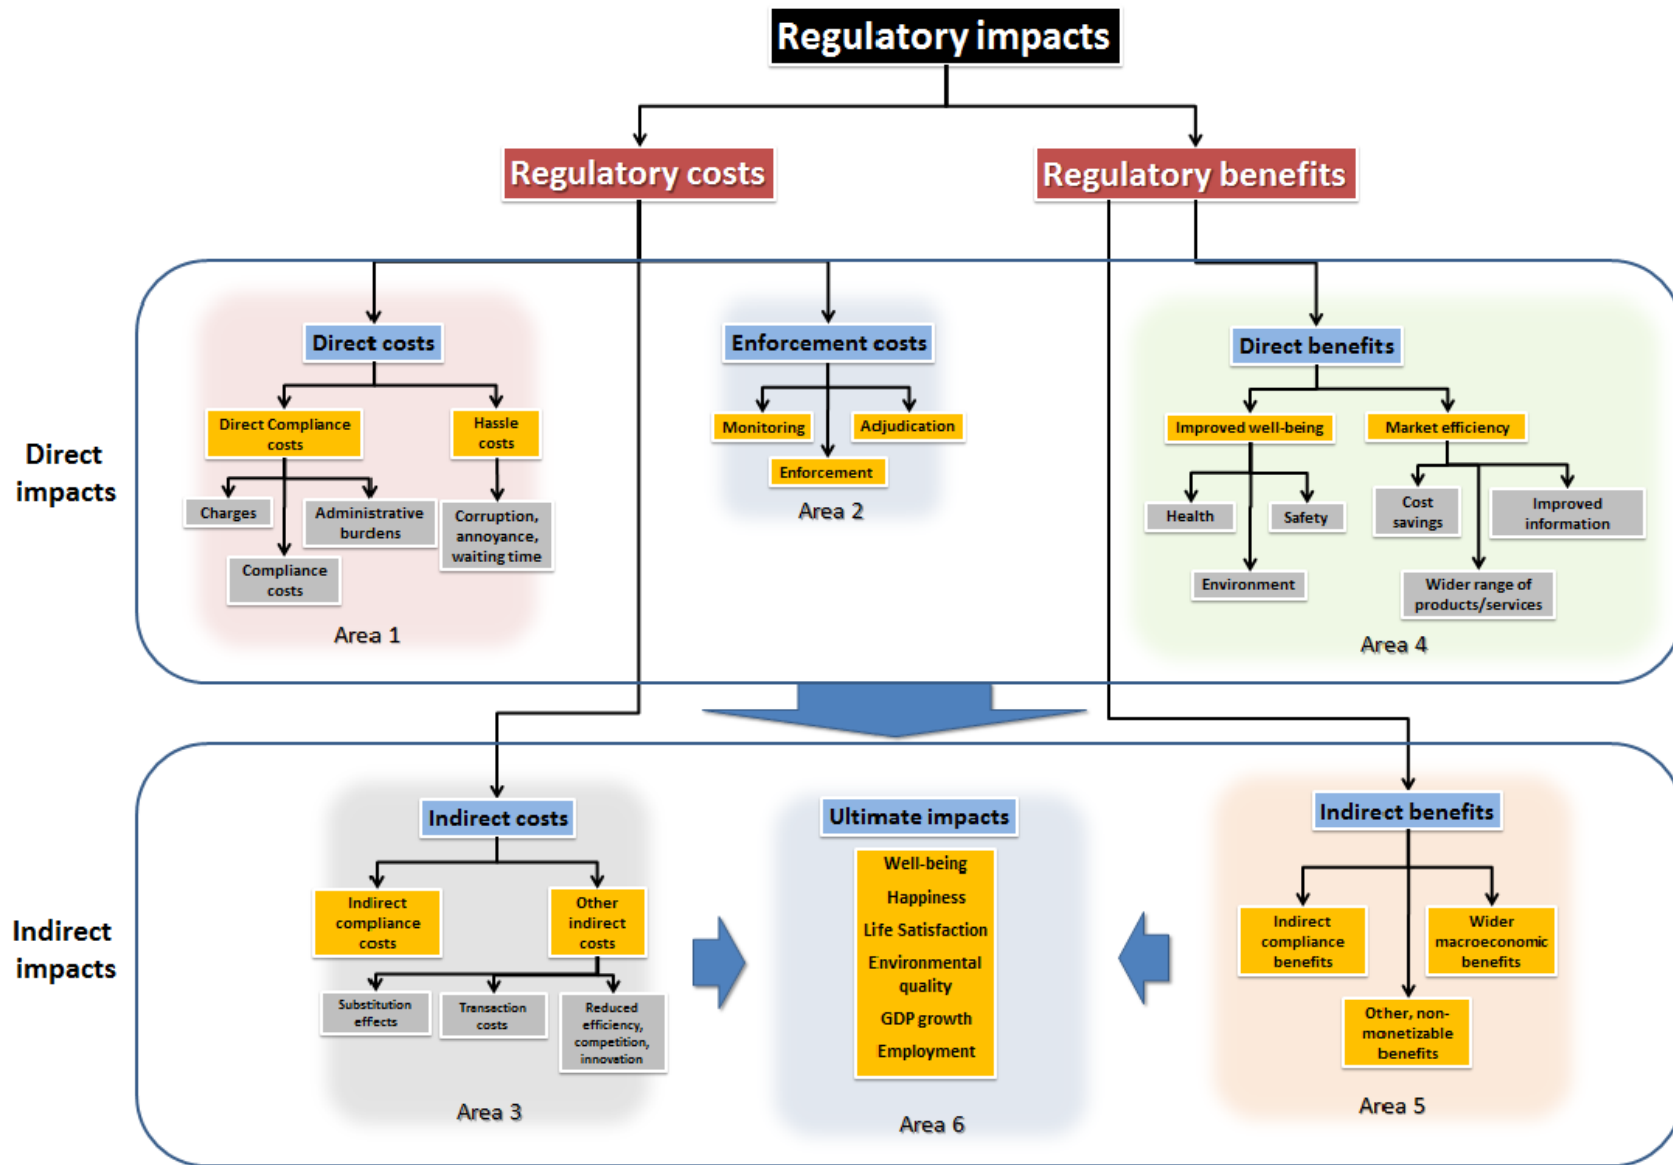 Regulatory impacts
Regulatory costs
Regulatory benefits
Direct
impacts
Direct costs
Direct Compliance
costs
Hassle
costs
Charges
Administrative
burdens
Compliance
costs
Corruption,
annoyance,
waiting time
Area 1
Enforcement costs
Monitoring
Adjudication
Enforcement
Area 2
Direct benefits
Improved well-being
Market efficiency
Health
Safety
Environment
Cost
savings
Improved
information
Wider range of
products/services
Area 4
Indirect
impacts
Indirect costs
Indirect
compliance
costs
Other
indirect
costs
Substitution
effects
Transaction
costs
Reduced
efficiency,
competition,
innovation
Area 3
Ultimate impacts
Well-being
Happiness
Life Satisfaction
Environmental
quality
GDP growth
Employment
Area 6
Indirect benefits
Indirect
compliance
benefits
Wider
macroeconomic
benefits
Other, non-
monetizable
benefits
Area 5